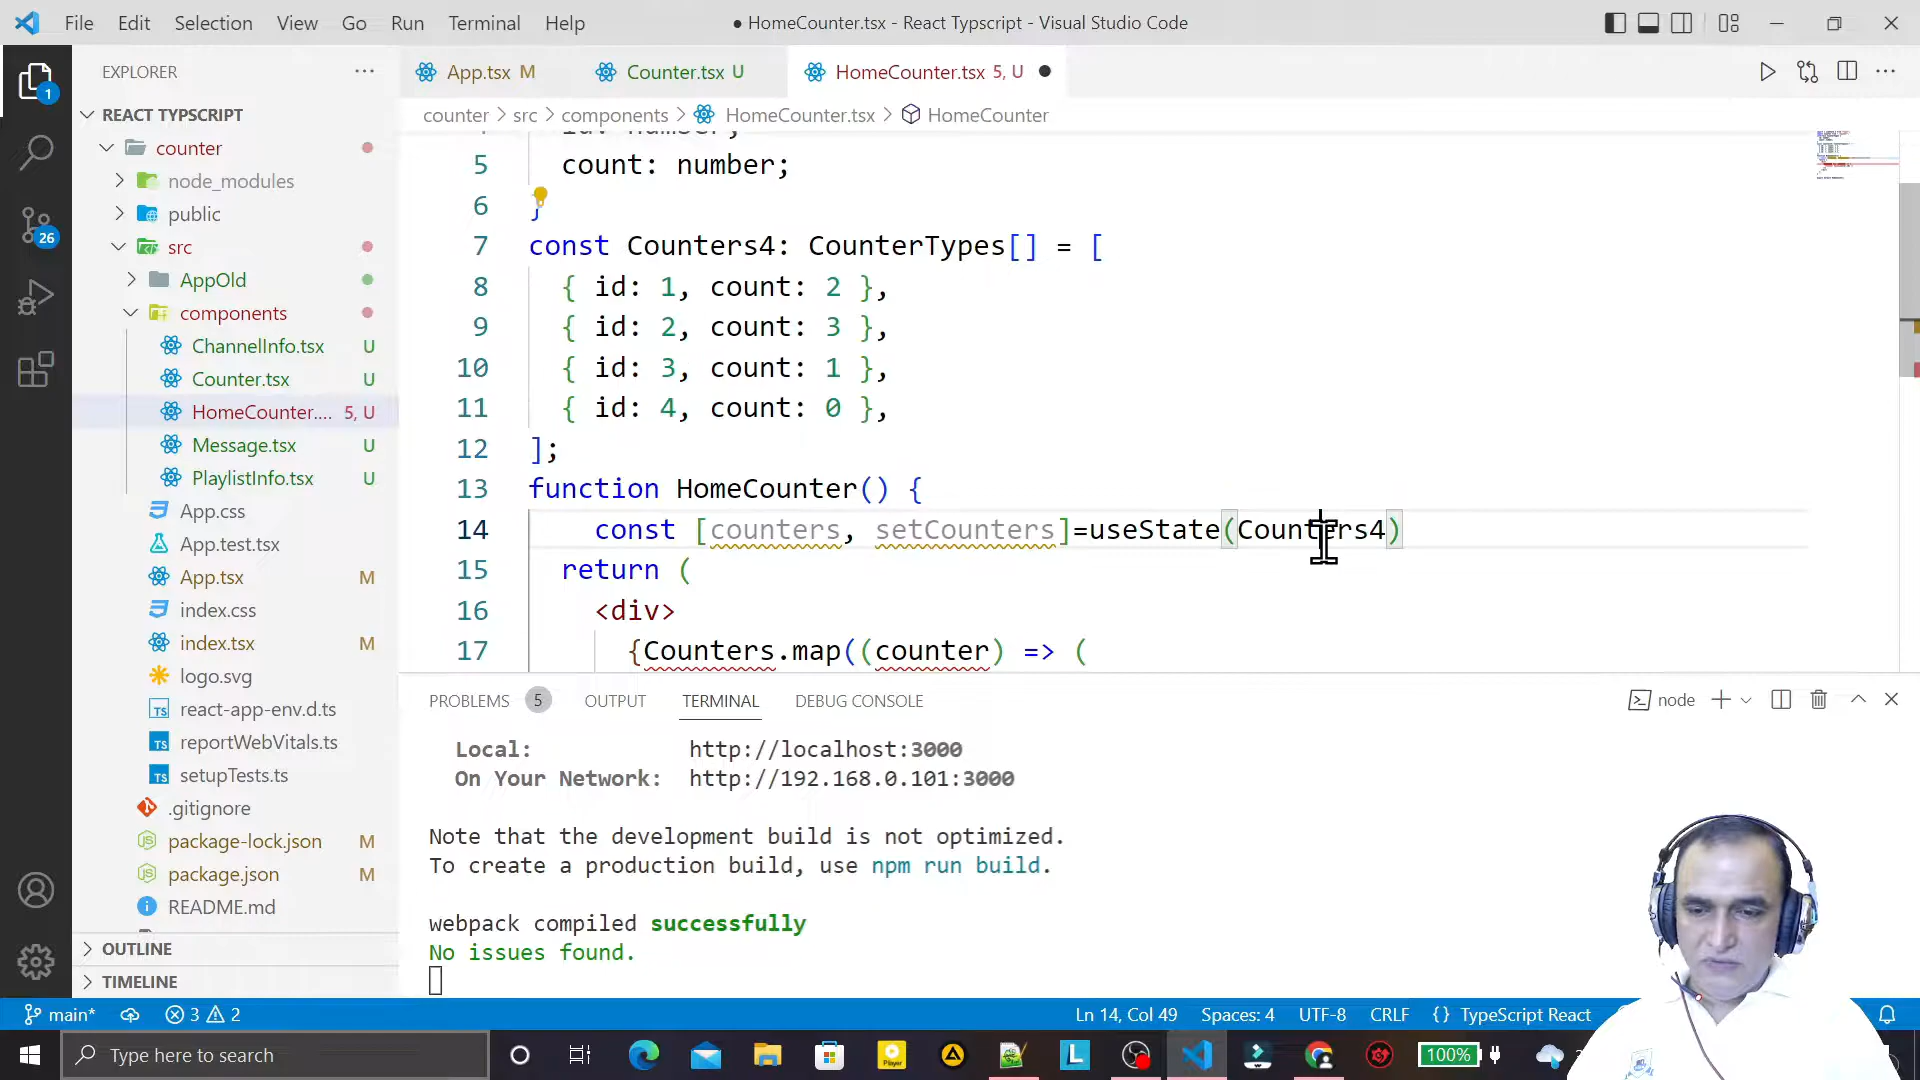 File Edit Selection View Go Run Terminal Help
● HomeCounter.tsx - React Typscript - Visual Studio Code
EXPLORER
App.tsx M
Counter.tsx U
HomeCounter.tsx 5, U ●
counter > src > components > HomeCounter.tsx > HomeCounter
1
26
REACT TYPSCRIPT
counter
node_modules
public
src
AppOld
components
ChannelInfo.tsx U
Counter.tsx U
HomeCounter.... 5, U
Message.tsx U
PlaylistInfo.tsx U
App.css
App.test.tsx
App.tsx M
index.css
index.tsx M
logo.svg
react-app-env.d.ts
reportWebVitals.ts
setupTests.ts
.gitignore
package-lock.json M
package.json M
README.md
OUTLINE
TIMELINE
4 id: number;
5 count: number;
6 }
7 const Counters4: CounterTypes[] = [
8 { id: 1, count: 2 },
9 { id: 2, count: 3 },
10 { id: 3, count: 1 },
11 { id: 4, count: 0 },
12 ];
13 function HomeCounter() {
14 const [counters, setCounters]=useState(Counters4)
15 return (
16 <div>
17 {Counters.map((counter) => (
PROBLEMS 5 OUTPUT TERMINAL DEBUG CONSOLE
node
Local: http://localhost:3000
On Your Network: http://192.168.0.101:3000
Note that the development build is not optimized.
To create a production build, use npm run build.
webpack compiled successfully
No issues found.
main* 3 2
Ln 14, Col 49 Spaces: 4 UTF-8 CRLF {} TypeScript React
Type here to search
Player
L
100%